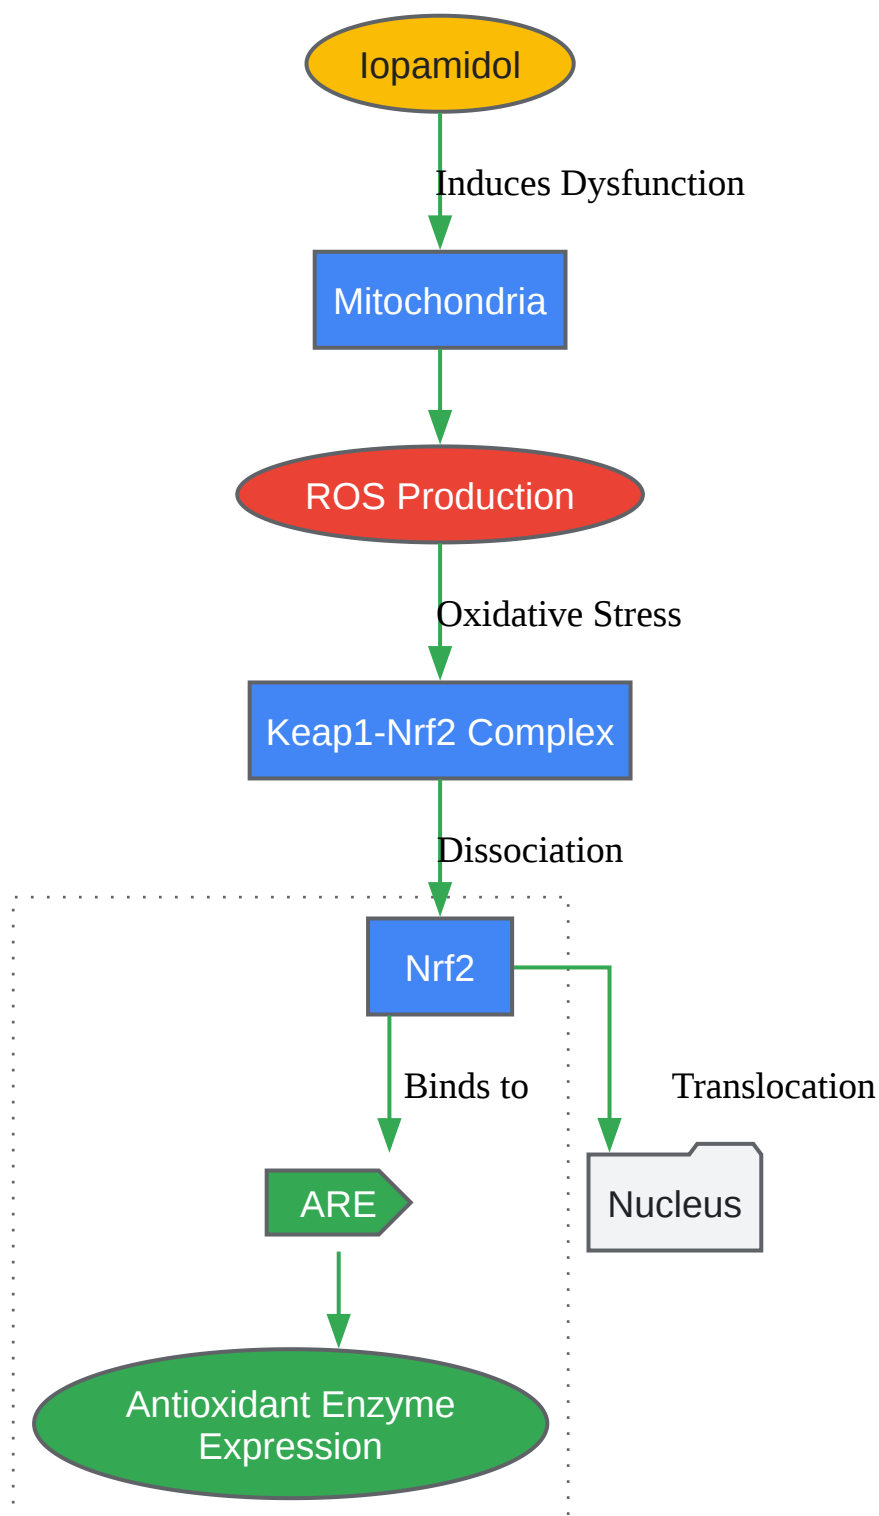 Iopamidol
Induces Dysfunction
Mitochondria
ROS Production
Oxidative Stress
Keap1-Nrf2 Complex
Dissociation
Nrf2
Binds to
Translocation
ARE
Nucleus
Antioxidant Enzyme
Expression